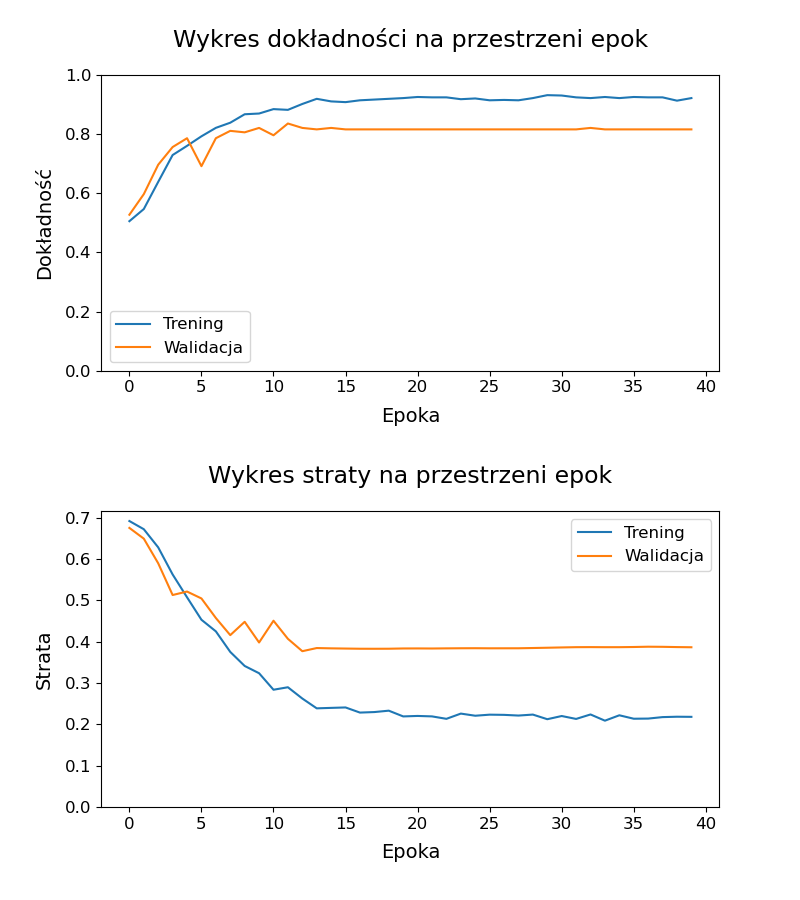 Wykres dokładności na przestrzeni epok
1.0
0.8
0.6
0.4
0.2
0.0
Dokładność
Trening
Walidacja
0 5 10 15 20 25 30 35 40
Epoka
Wykres straty na przestrzeni epok
0.7
0.6
0.5
0.4
0.3
0.2
0.1
0.0
Strata
Trening
Walidacja
0 5 10 15 20 25 30 35 40
Epoka